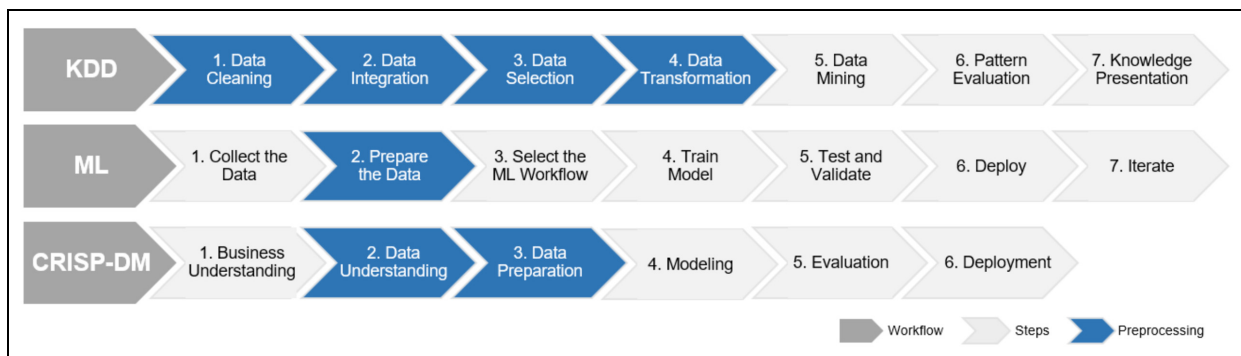 KDD
1. Data
Cleaning
2. Data
Integration
3. Data
Selection
4. Data
Transformation
5. Data
Mining
6. Pattern
Evaluation
7. Knowledge
Presentation
ML
1. Collect the
Data
2. Prepare
the Data
3. Select the
ML Workflow
4. Train
Model
5. Test and
Validate
6. Deploy
7. Iterate
CRISP-DM
1. Business
Understanding
2. Data
Understanding
3. Data
Preparation
4. Modeling
5. Evaluation
6. Deployment
Workflow
Steps
Preprocessing